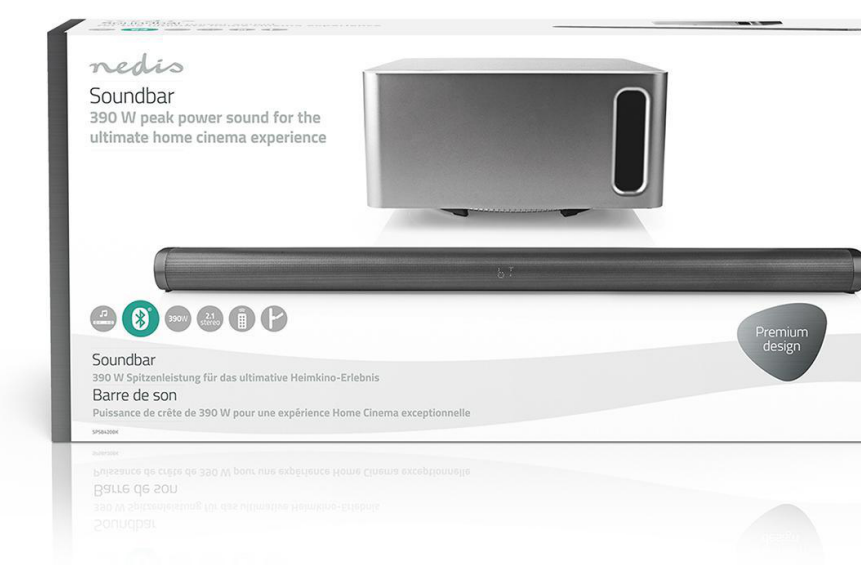 nedis
Soundbar
390 W peak power sound for the
ultimate home cinema experience
bT
390W
2.1
stereo
Premium
design
Soundbar
390 W Spitzenleistung für das ultimative Heimkino-Erlebnis
Barre de son
Puissance de crête de 390 W pour une expérience Home Cinema exceptionnelle